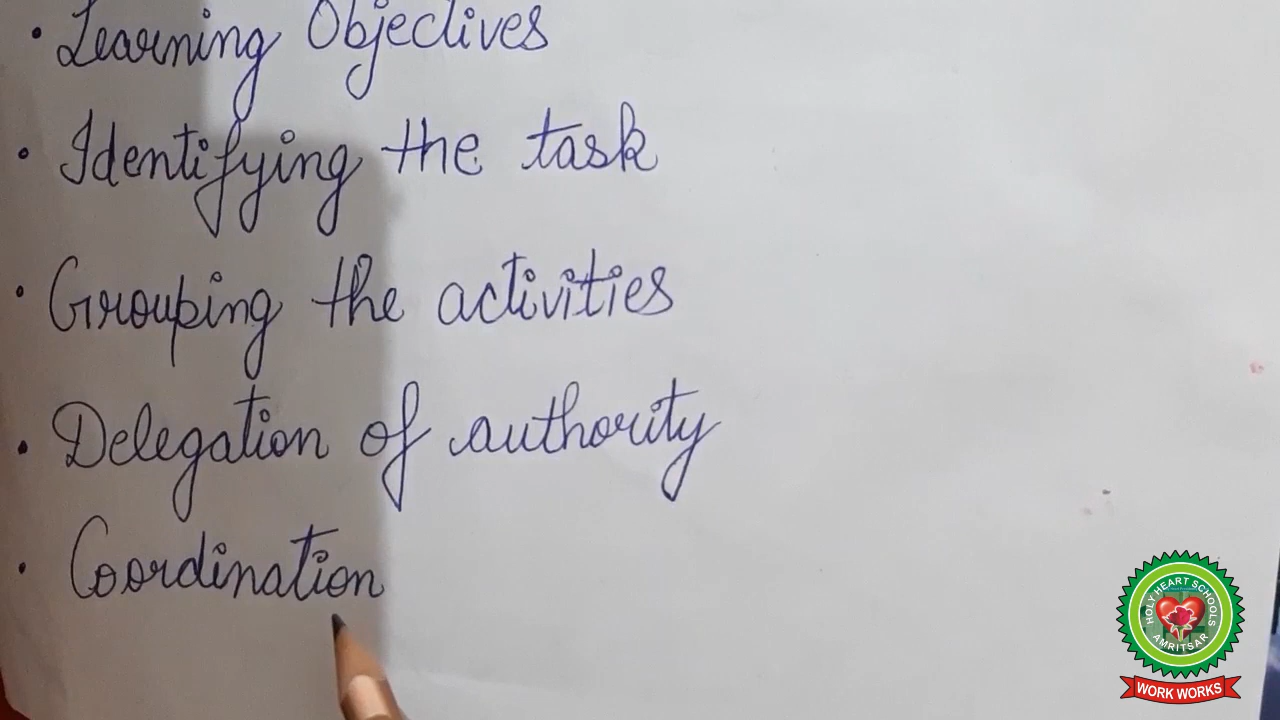 • Learning Objectives
• Identifying the task
• Grouping the activities
• Delegation of authority
• Coordination
HOLY HEART SCHOOLS
AMRITSAR
WORK WORKS